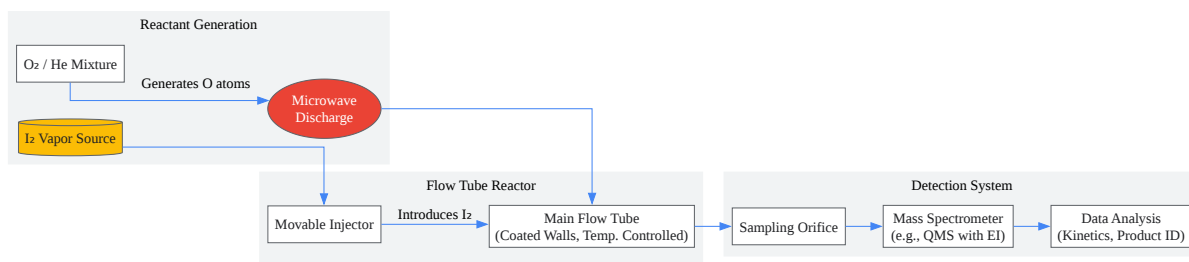 Reactant Generation
O₂ / He Mixture
Generates O atoms
Microwave
Discharge
I₂ Vapor Source
Flow Tube Reactor
Movable Injector
Introduces I₂
Main Flow Tube
(Coated Walls, Temp. Controlled)
Detection System
Sampling Orifice
Mass Spectrometer
(e.g., QMS with EI)
Data Analysis
(Kinetics, Product ID)